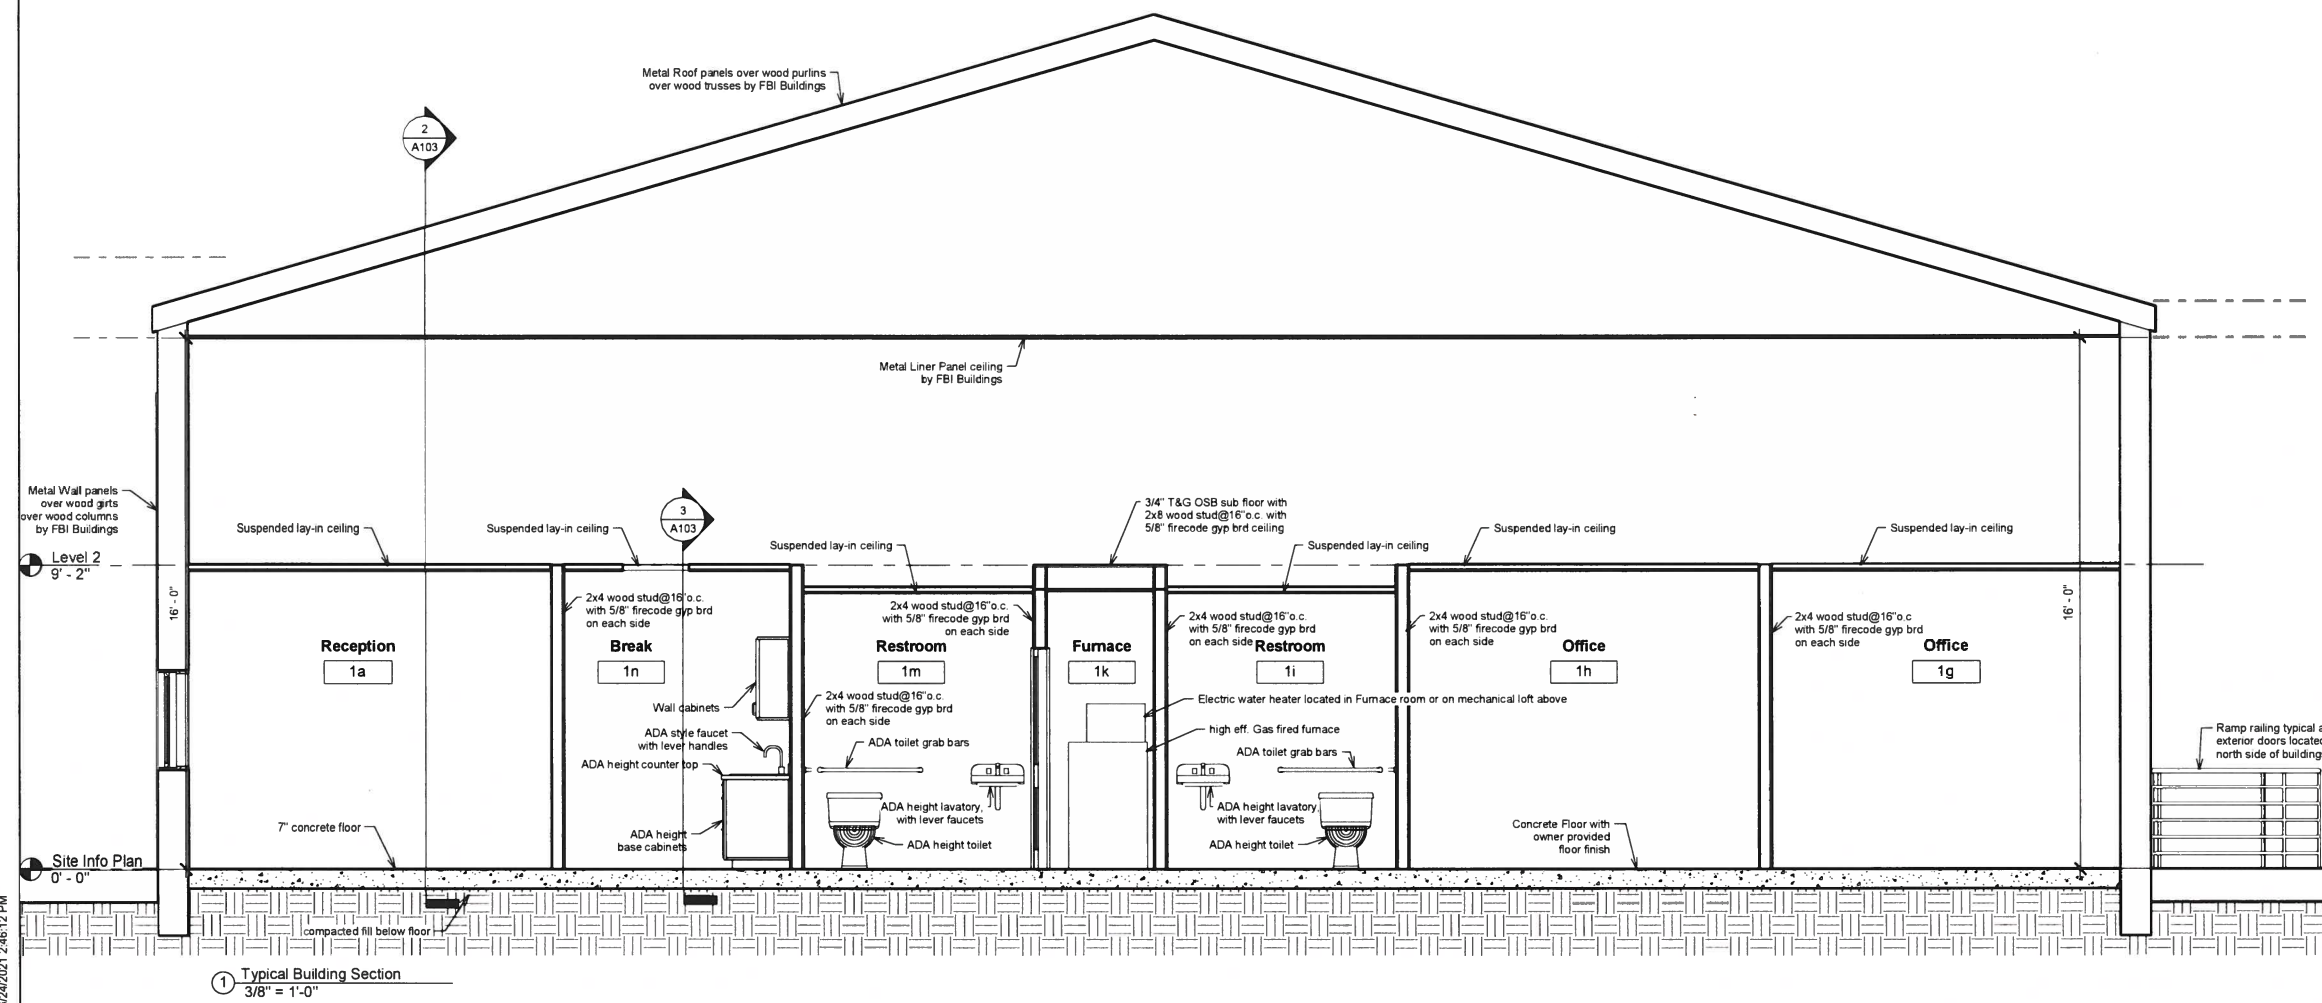 Metal Roof panels over wood purlins
over wood trusses by FBI Buildings
2
A103
Metal Liner Panel ceiling
by FBI Buildings
Metal Wall panels
over wood girts
over wood columns
by FBI Buildings
3
A103
3/4" T&G OSB sub floor with
2x8 wood stud@16"o.c. with
5/8" firecode gyp brd ceiling
Suspended lay-in ceiling
Suspended lay-in ceiling
Suspended lay-in ceiling
Suspended lay-in ceiling
Suspended lay-in ceiling
Suspended lay-in ceiling
Level 2
9' - 2"
16' - 0"
16' - 0"
2x4 wood stud@16"o.c.
with 5/8" firecode gyp brd
on each side
2x4 wood stud@16"o.c.
with 5/8" firecode gyp brd
on each side
2x4 wood stud@16"o.c.
with 5/8" firecode gyp brd
on each side
2x4 wood stud@16"o.c.
with 5/8" firecode gyp brd
on each side
2x4 wood stud@16"o.c
with 5/8" firecode gyp brd
on each side
Reception
1a
Break
1n
Restroom
1m
Furnace
1k
Restroom
1i
Office
1h
Office
1g
2x4 wood stud@16"o.c.
with 5/8" firecode gyp brd
on each side
Wall cabinets
Electric water heater located in Furnace room or on mechanical loft above
ADA style faucet
with lever handles
ADA toilet grab bars
high eff. Gas fired furnace
ADA toilet grab bars
ADA height counter top
Ramp railing typical a
exterior doors located
north side of building
ADA height lavatory,
with lever faucets
ADA height lavatory,
with lever faucets
7" concrete floor
ADA height
base cabinets
ADA height toilet
ADA height toilet
Concrete Floor with
owner provided
floor finish
Site Info Plan
0' - 0"
compacted fill below floor
1
Typical Building Section
3/8" = 1'-0"
/24/2021 2:46:12 PM